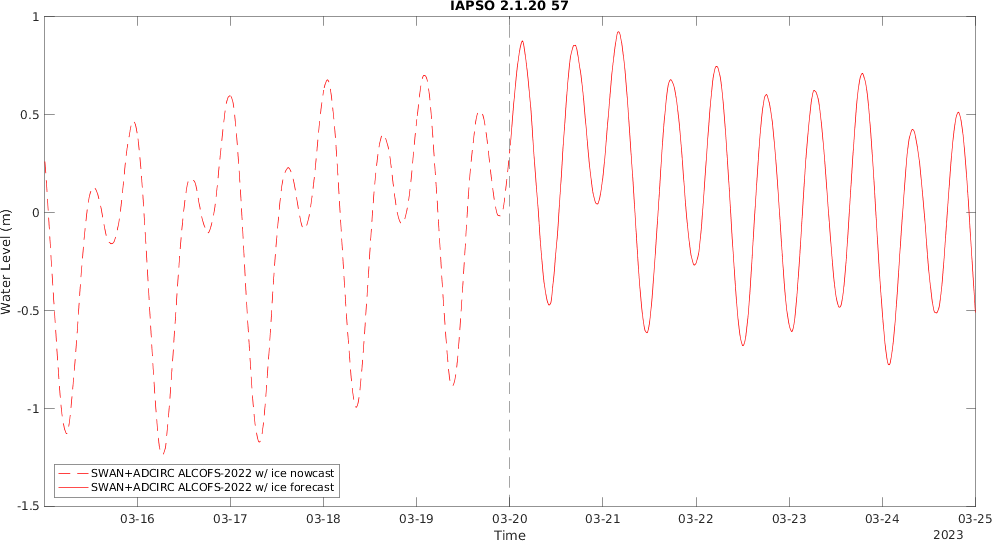 IAPSO 2.1.20 57
1
0.5
0
-0.5
-1
-1.5
Water Level (m)
SWAN+ADCIRC ALCOFS-2022 w/ ice nowcast
SWAN+ADCIRC ALCOFS-2022 w/ ice forecast
03-16 03-17 03-18 03-19 03-20 03-21 03-22 03-23 03-24 03-25
Time
2023